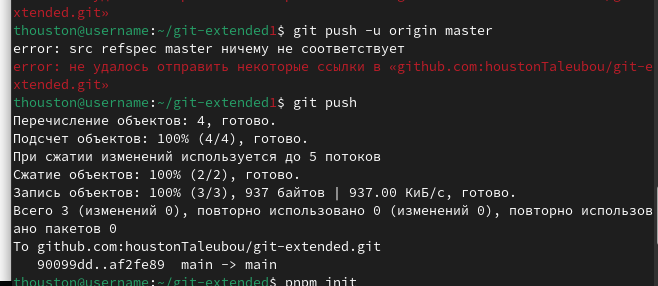 xtended.git»
thouston@username:~/git-extended1$ git push -u origin master
error: src refspec master ничему не соответствует
error: не удалось отправить некоторые ссылки в «github.com:houstonTaleubou/git-e
xtended.git»
thouston@username:~/git-extended1$ git push
Перечисление объектов: 4, готово.
Подсчет объектов: 100% (4/4), готово.
При сжатии изменений используется до 5 потоков
Сжатие объектов: 100% (2/2), готово.
Запись объектов: 100% (3/3), 937 байтов | 937.00 КиБ/с, готово.
Всего 3 (изменений 0), повторно использовано 0 (изменений 0), повторно использов
ано пакетов 0
To github.com:houstonTaleubou/git-extended.git
   90099dd..af2fe89  main -> main
thouston@username:~/git-extended1$ pnpm init